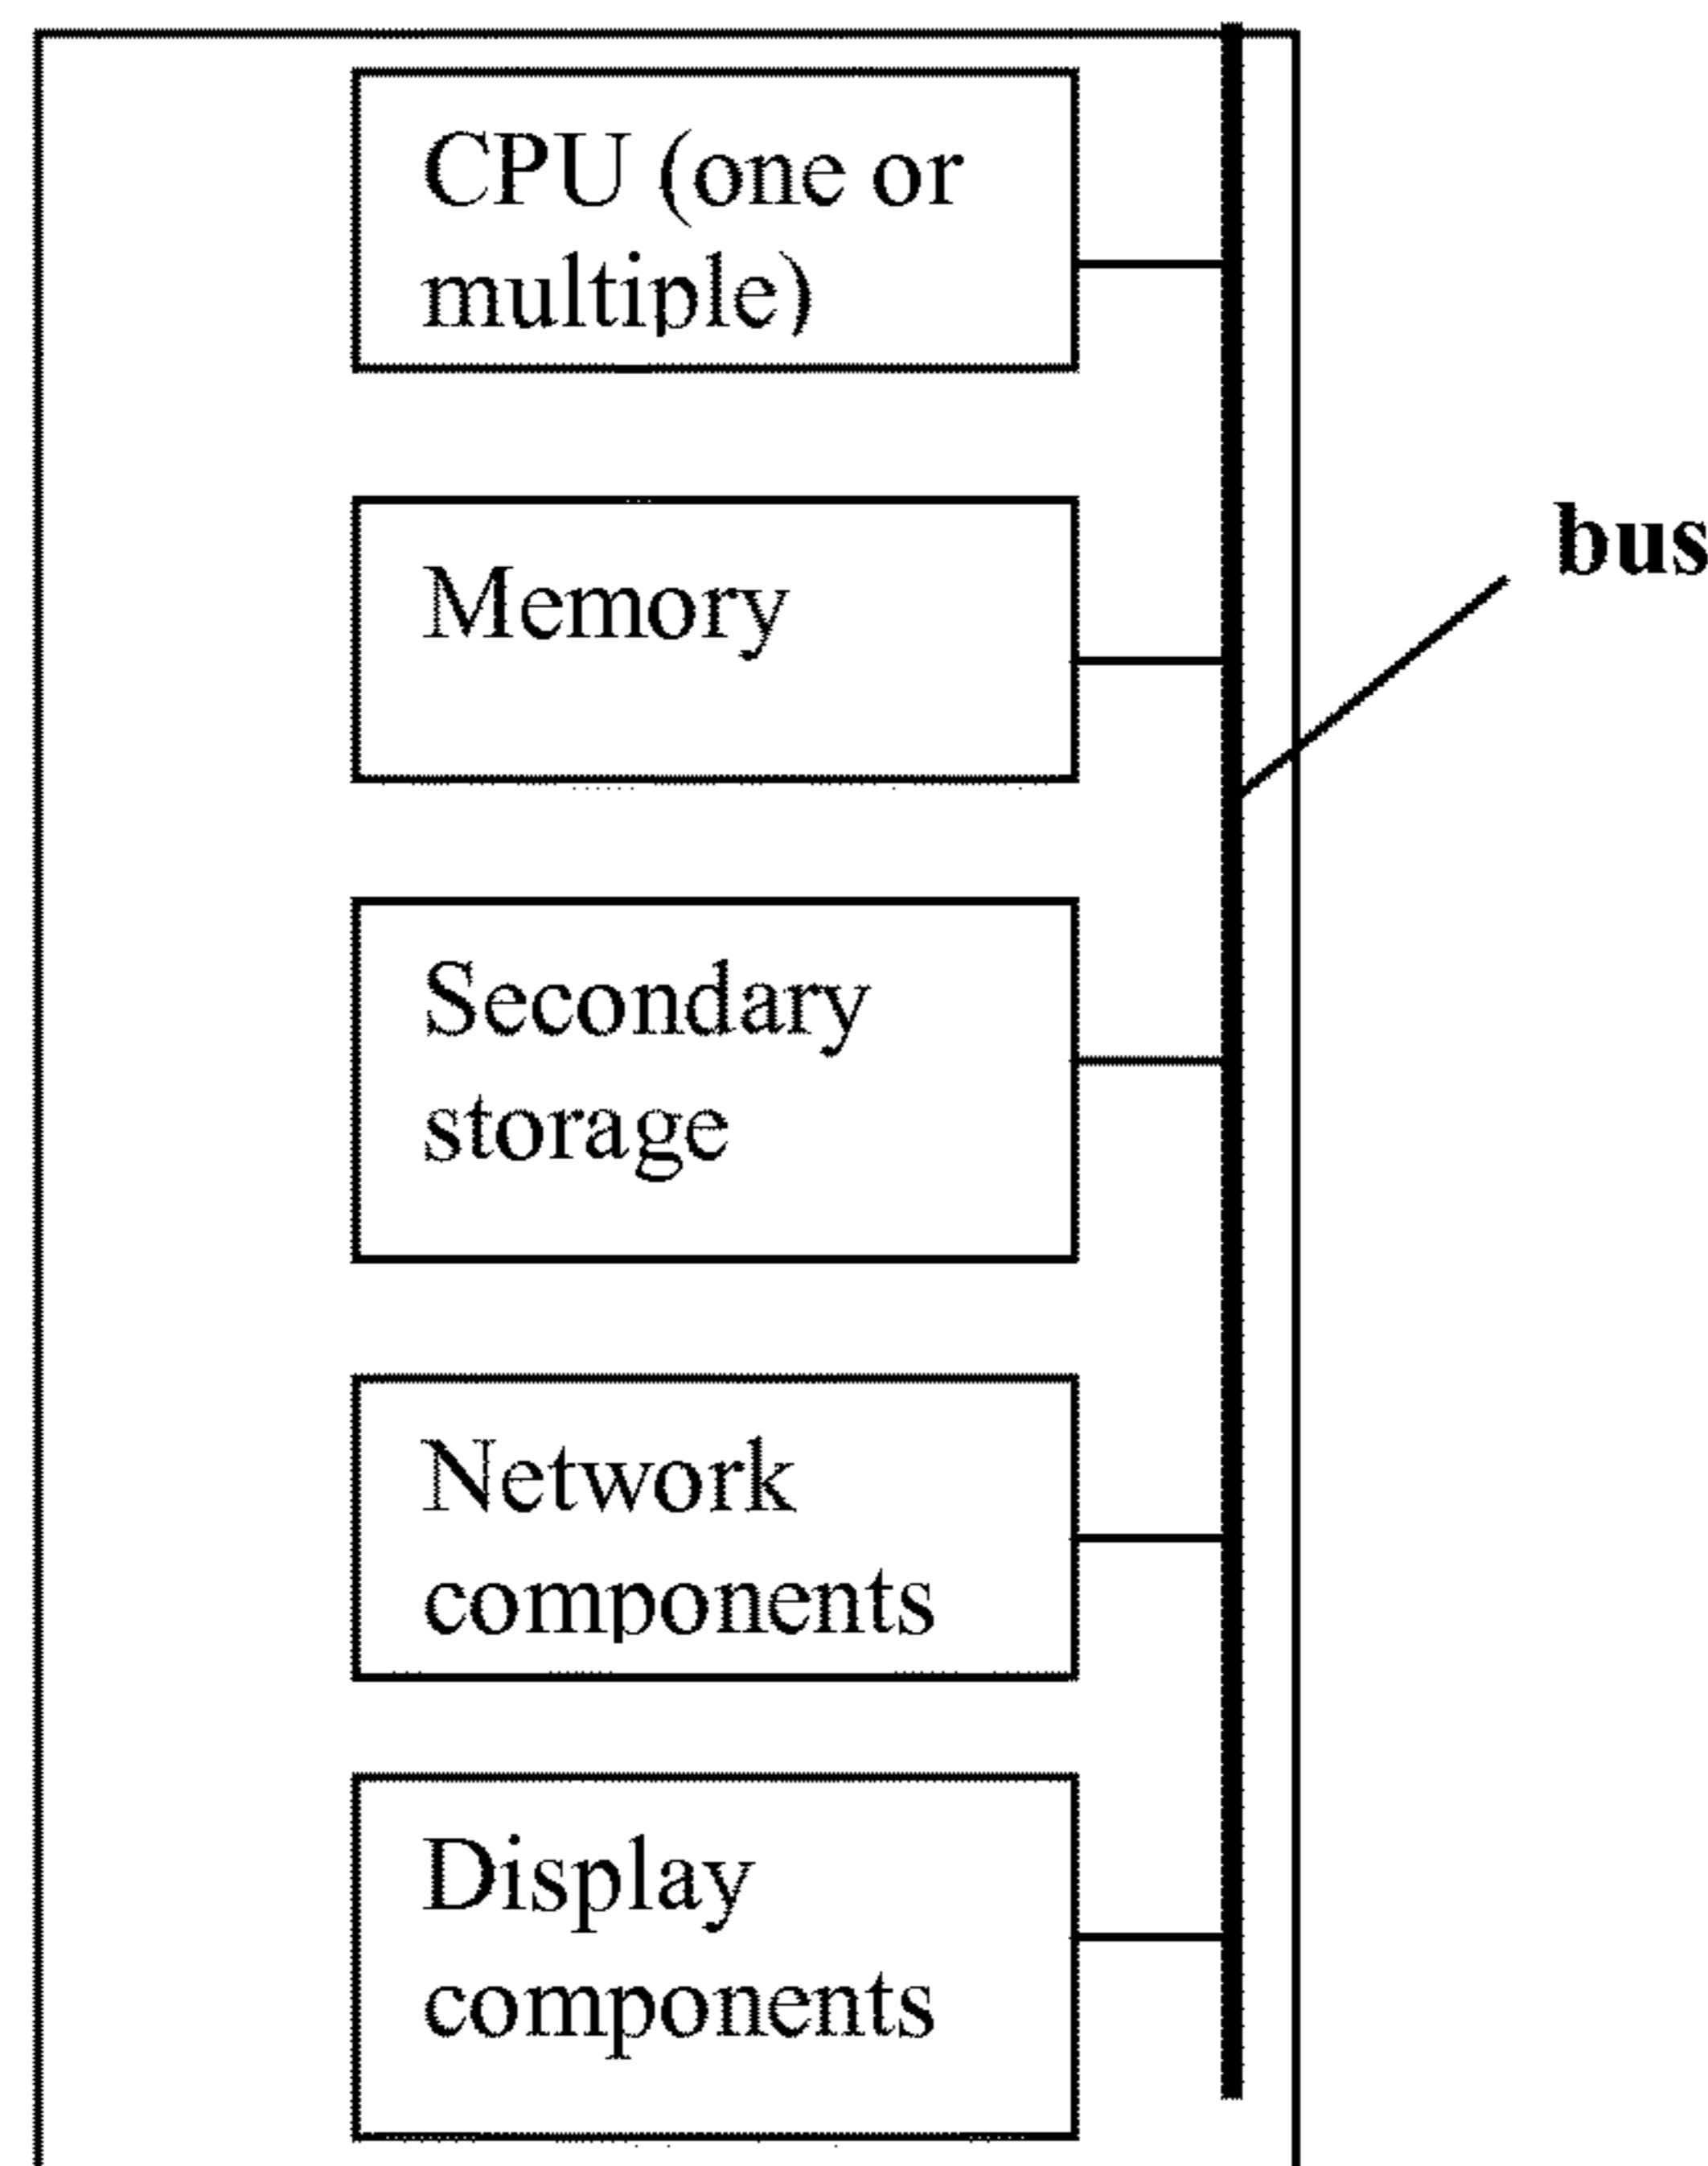 CPU (one or
multiple)
bus
Memory
Secondary
storage
Network
components
Display
components